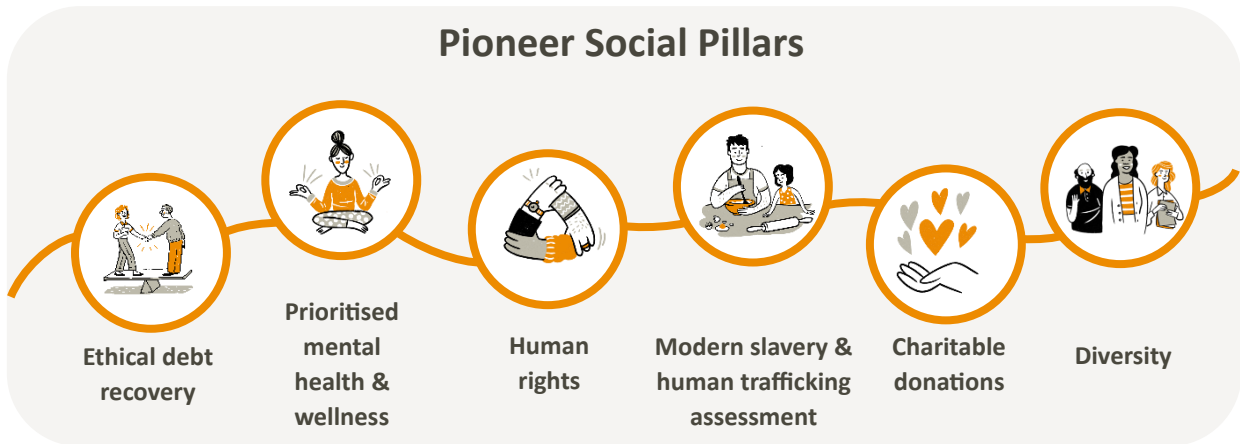 Pioneer Social Pillars
Ethical debt
recovery
Prioritised
mental
health &
wellness
Human
rights
Modern slavery &
human trafficking
assessment
Charitable
donations
Diversity